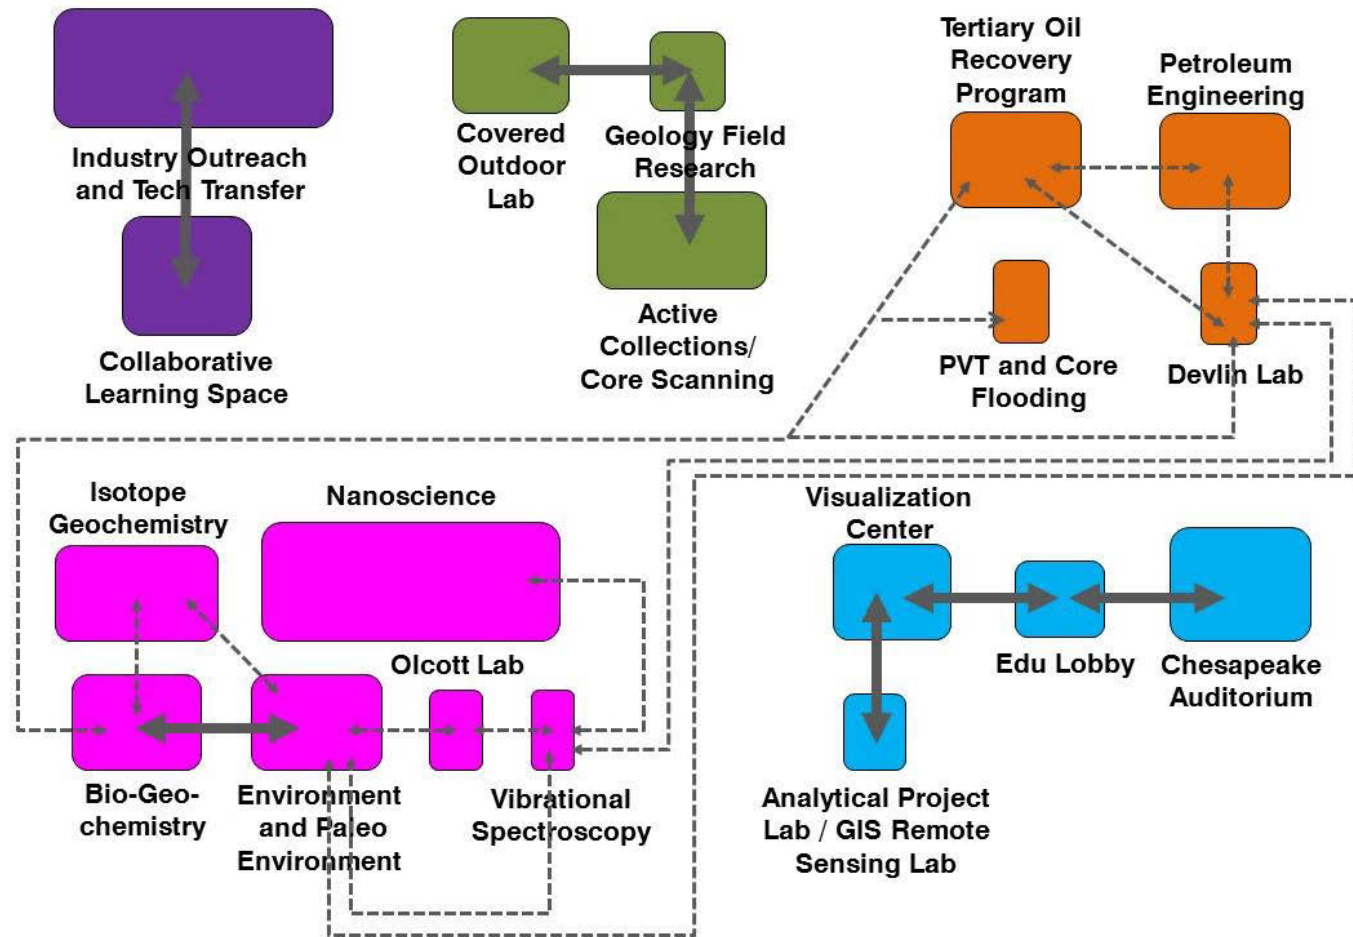 Industry Outreach
and Tech Transfer
Collaborative
Learning Space
Covered
Outdoor
Lab
Geology Field
Research
Active
Collections/
Core Scanning
Tertiary Oil
Recovery
Program
Petroleum
Engineering
PVT and Core
Flooding
Devlin Lab
Isotope
Geochemistry
Nanoscience
Olcott Lab
Bio-Geo-
chemistry
Environment
and Paleo
Environment
Vibrational
Spectroscopy
Visualization
Center
Edu Lobby
Chesapeake
Auditorium
Analytical Project
Lab / GIS Remote
Sensing Lab